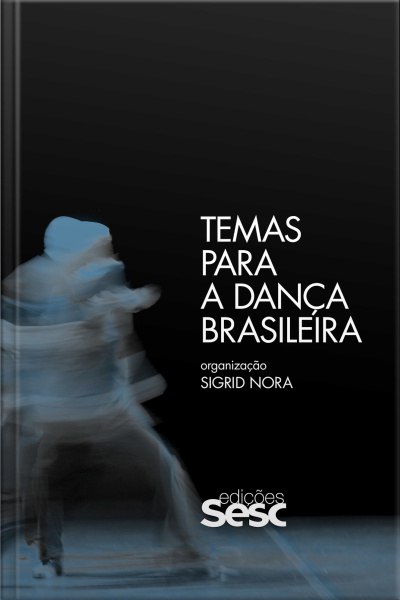 TEMAS
PARA
A DANÇA
BRASILEIRA
organização
SIGRID NORA
edições
Sesc